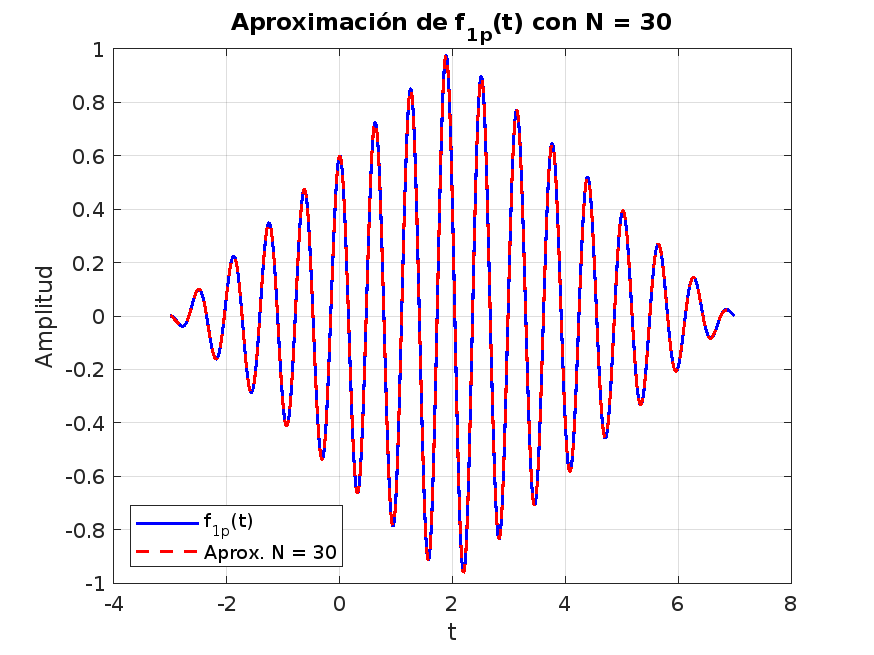 Aproximación de f1p(t) con N = 30
Amplitud
1
0.8
0.6
0.4
0.2
0
-0.2
-0.4
-0.6
-0.8
-1
f1p(t)
Aprox. N = 30
-4 -2 0 2 4 6 8
t